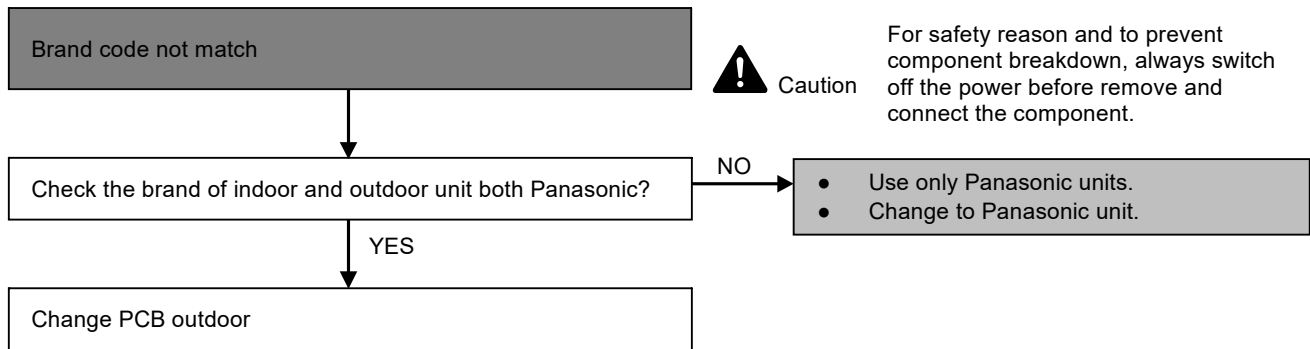 Brand code not match
Caution
For safety reason and to prevent
component breakdown, always switch
off the power before remove and
connect the component.
Check the brand of indoor and outdoor unit both Panasonic?
NO
● Use only Panasonic units.
● Change to Panasonic unit.
YES
Change PCB outdoor